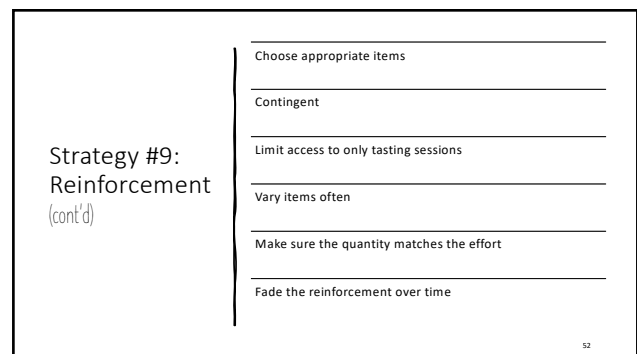 Strategy #9:
Reinforcement
(cont'd)
Choose appropriate items
Contingent
Limit access to only tasting sessions
Vary items often
Make sure the quantity matches the effort
Fade the reinforcement over time
52